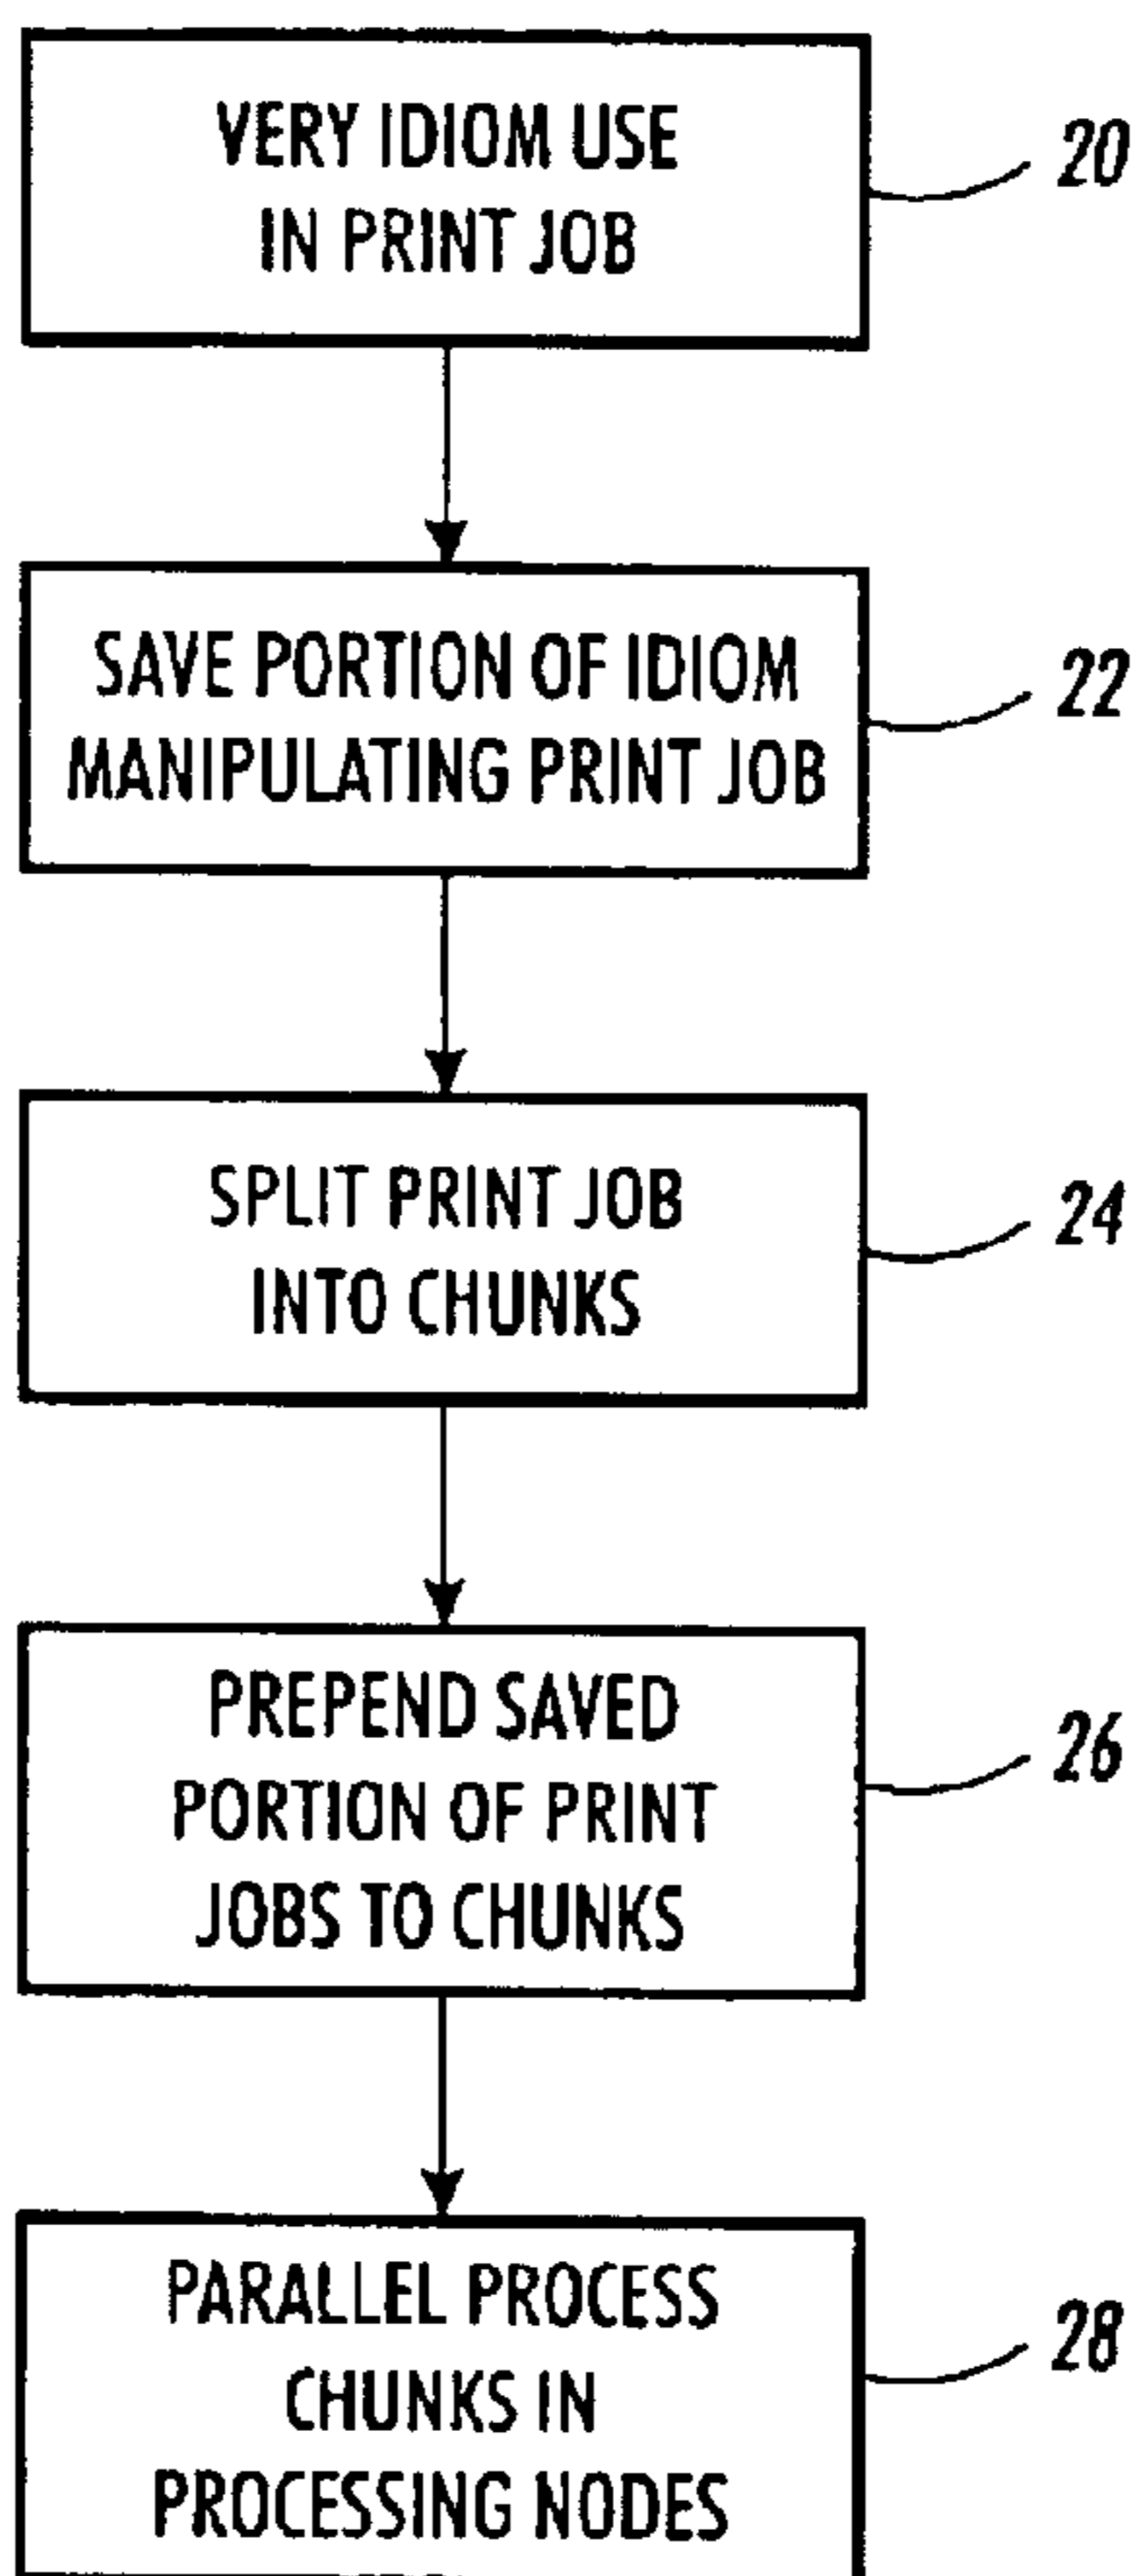 VERY IDIOM USE
IN PRINT JOB
20
SAVE PORTION OF IDIOM
MANIPULATING PRINT JOB
22
SPLIT PRINT JOB
INTO CHUNKS
24
PREPEND SAVED
PORTION OF PRINT
JOBS TO CHUNKS
26
PARALLEL PROCESS
CHUNKS IN
PROCESSING NODES
28